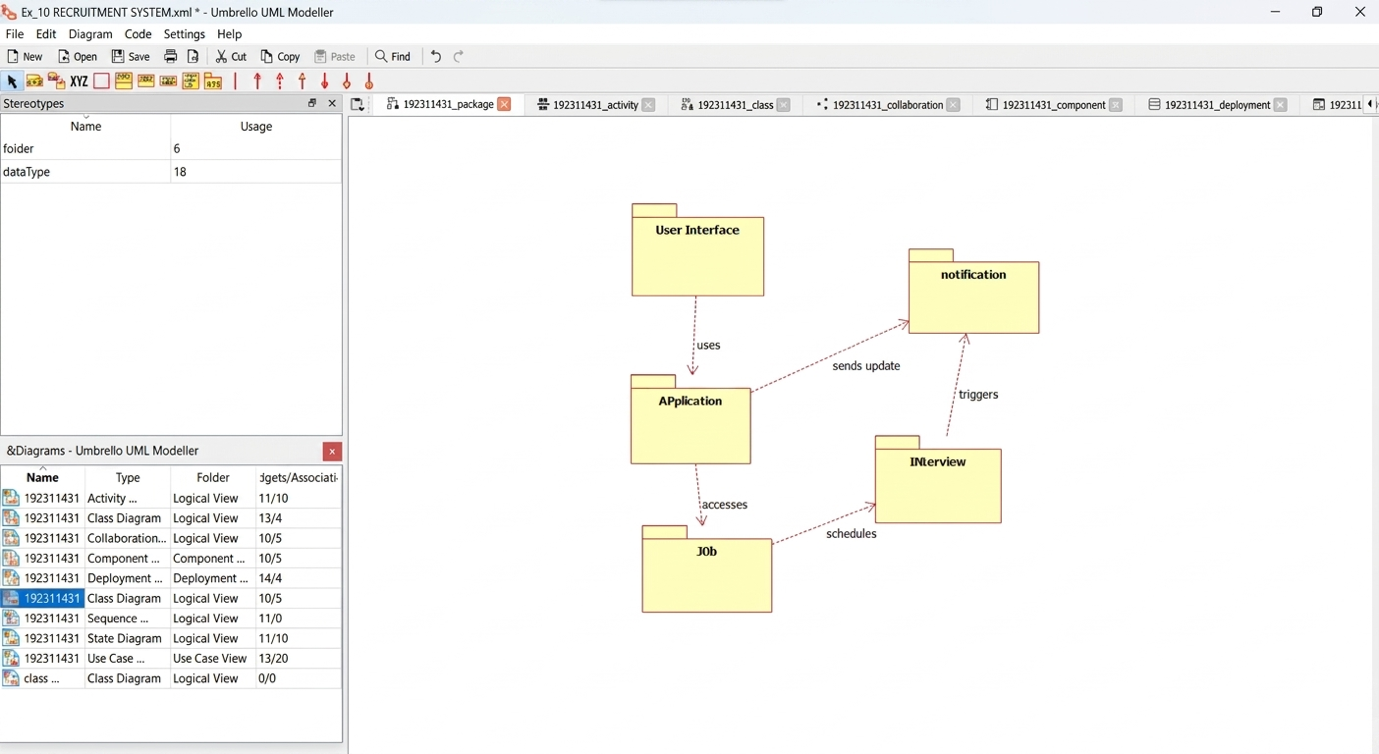 Ex_10 RECRUITMENT SYSTEM.xml * - Umbrello UML Modeller
File Edit Diagram Code Settings Help
New Open Save Cut Copy Paste Find
XYZ
Stereotypes
192311431_package 192311431_activity 192311431_class 192311431_collaboration 192311431_component 192311431_deployment 19231
Name Usage
foider 6
dataType 18
User Interface
notification
uses
sends update
APplication
triggers
INterview
accesses
schedules
JOb
&Diagrams - Umbrello UML Modeller
Name Type Folder dgets/Associati
192311431 Activity ... Logical View 11/10
192311431 Class Diagram Logical View 13/4
192311431 Collaboration... Logical View 10/5
192311431 Component ... Component ... 10/5
192311431 Deployment ... Deployment ... 14/4
192311431 Class Diagram Logical View 10/5
192311431 Sequence ... Logical View 11/0
192311431 State Diagram Logical View 11/10
192311431 Use Case ... Use Case View 13/20
class ... Class Diagram Logical View 0/0